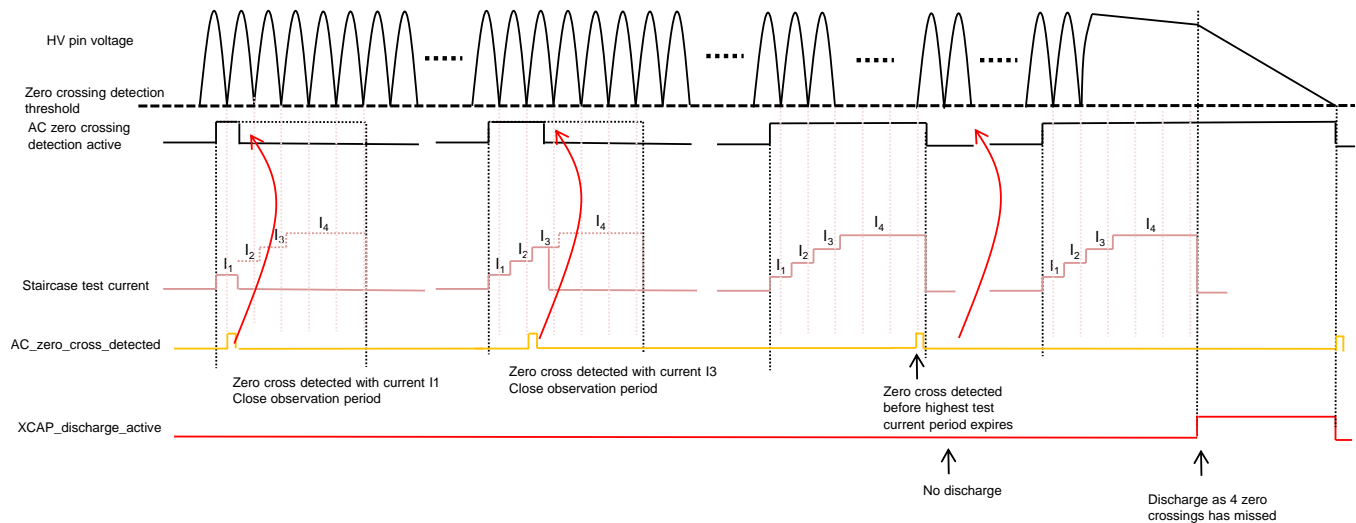 HV pin voltage
Zero crossing detection
threshold
AC zero crossing
detection active
I1
I2
I3
I4
I1
I2
I3
I4
I1
I2
I3
I4
I1
I2
I3
I4
Staircase test current
AC_zero_cross_detected
Zero cross detected with current I1
Close observation period
Zero cross detected with current I3
Close observation period
Zero cross detected
before highest test
current period expires
XCAP_discharge_active
No discharge
Discharge as 4 zero
crossings has missed